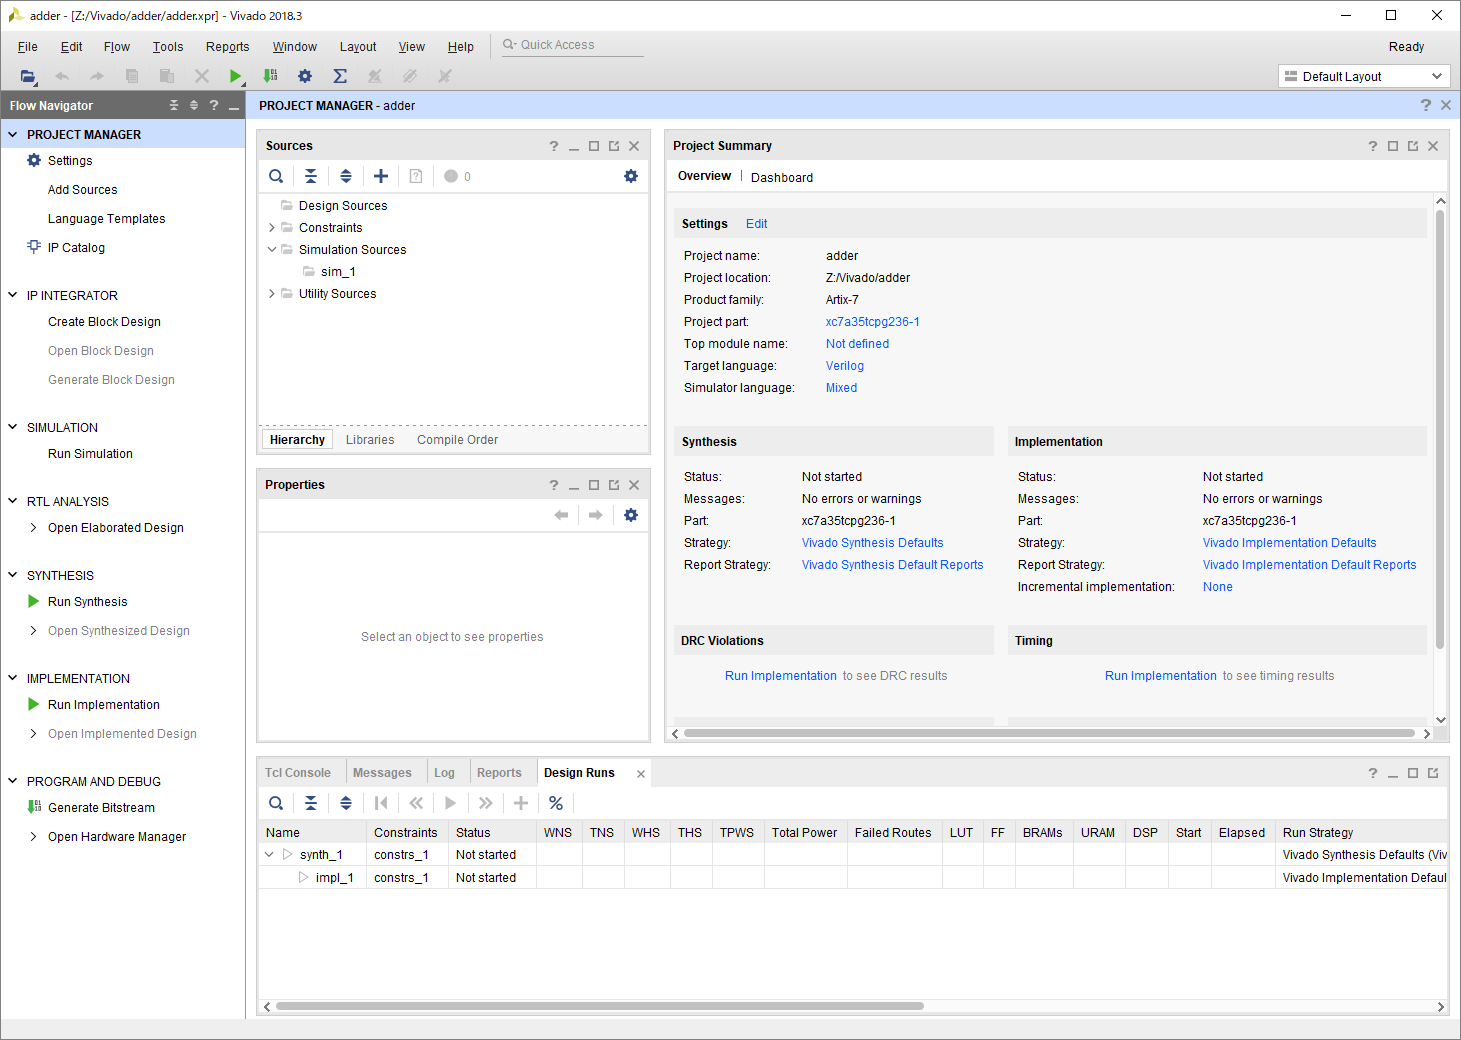 adder - [Z:/Vivado/adder/adder.xpr] - Vivado 2018.3
File Edit Flow Tools Reports Window Layout View Help Quick Access Ready
Default Layout
Flow Navigator
PROJECT MANAGER
Settings
Add Sources
Language Templates
IP Catalog
IP INTEGRATOR
Create Block Design
Open Block Design
Generate Block Design
SIMULATION
Run Simulation
RTL ANALYSIS
Open Elaborated Design
SYNTHESIS
Run Synthesis
Open Synthesized Design
IMPLEMENTATION
Run Implementation
Open Implemented Design
PROGRAM AND DEBUG
Generate Bitstream
Open Hardware Manager
PROJECT MANAGER - adder
Sources
0
Design Sources
Constraints
Simulation Sources
sim_1
Utility Sources
Hierarchy Libraries Compile Order
Properties
Select an object to see properties
Project Summary
Overview | Dashboard
Settings Edit
Project name: adder
Project location: Z:/Vivado/adder
Product family: Artix-7
Project part: xc7a35tcpg236-1
Top module name: Not defined
Target language: Verilog
Simulator language: Mixed
Synthesis
Status: Not started
Messages: No errors or warnings
Part: xc7a35tcpg236-1
Strategy: Vivado Synthesis Defaults
Report Strategy: Vivado Synthesis Default Reports
Implementation
Status: Not started
Messages: No errors or warnings
Part: xc7a35tcpg236-1
Strategy: Vivado Implementation Defaults
Report Strategy: Vivado Implementation Default Reports
Incremental implementation: None
DRC Violations
Run Implementation to see DRC results
Timing
Run Implementation to see timing results
Tcl Console Messages Log Reports Design Runs
Name Constraints Status WNS TNS WHS THS TPWS Total Power Failed Routes LUT FF BRAMs URAM DSP Start Elapsed Run Strategy
synth_1 constrs_1 Not started Vivado Synthesis Defaults (Viv
impl_1 constrs_1 Not started Vivado Implementation Defaul